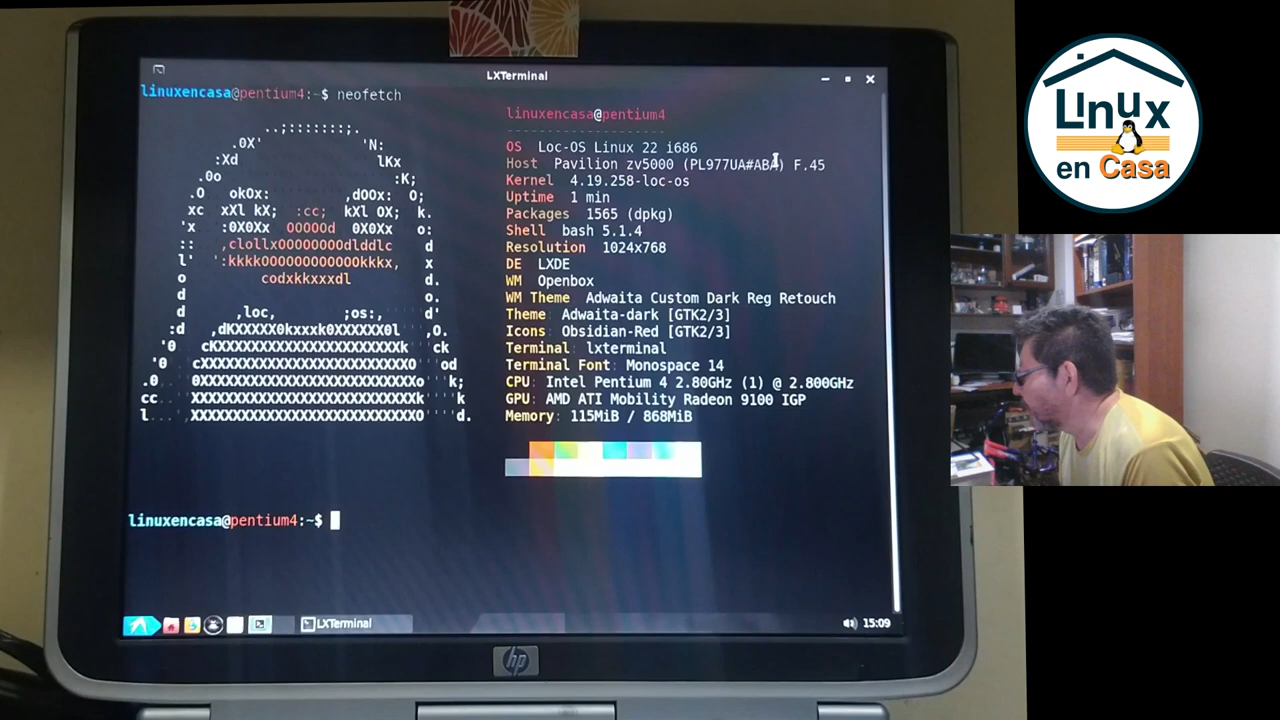 LXTerminal
linuxencasa@pentium4:~$ neofetch
linuxencasa@pentium4
--------------------
OS Loc-OS Linux 22 i686
Host Pavilion zv5000 (PL977UA#ABA) F.45
Kernel 4.19.258-loc-os
Uptime 1 min
Packages 1565 (dpkg)
Shell bash 5.1.4
Resolution 1024x768
DE LXDE
WM Openbox
WM Theme Adwaita Custom Dark Reg Retouch
Theme: Adwaita-dark [GTK2/3]
Icons: Obsidian-Red [GTK2/3]
Terminal: lxterminal
Terminal Font: Monospace 14
CPU: Intel Pentium 4 2.80GHz (1) @ 2.800GHz
GPU: AMD ATI Mobility Radeon 9100 IGP
Memory: 115MiB / 868MiB
linuxencasa@pentium4:~$
LXTerminal
15:09
hp
Linux
en Casa